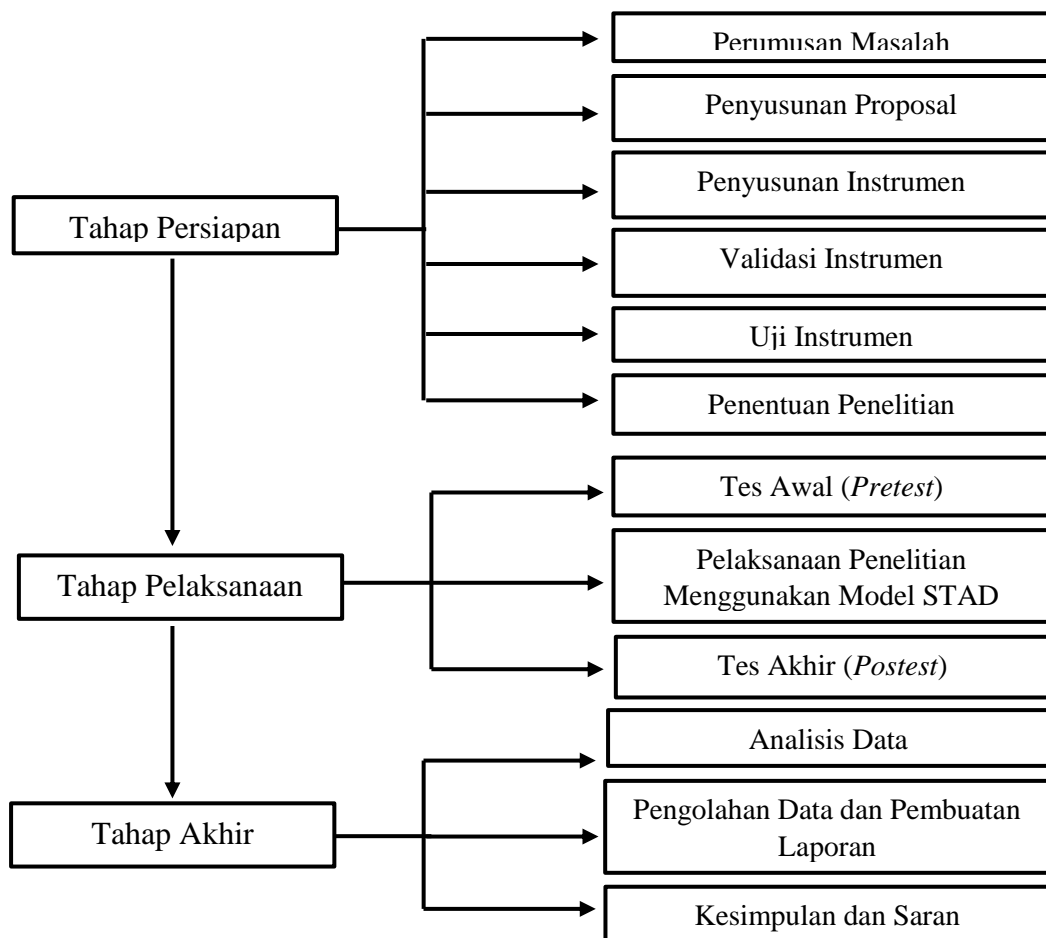 Perumusan Masalah
Penyusunan Proposal
Penyusunan Instrumen
Tahap Persiapan
Validasi Instrumen
Uji Instrumen
Penentuan Penelitian
Tes Awal (Pretest)
Tahap Pelaksanaan
Pelaksanaan Penelitian
Menggunakan Model STAD
Tes Akhir (Postest)
Analisis Data
Tahap Akhir
Pengolahan Data dan Pembuatan
Laporan
Kesimpulan dan Saran